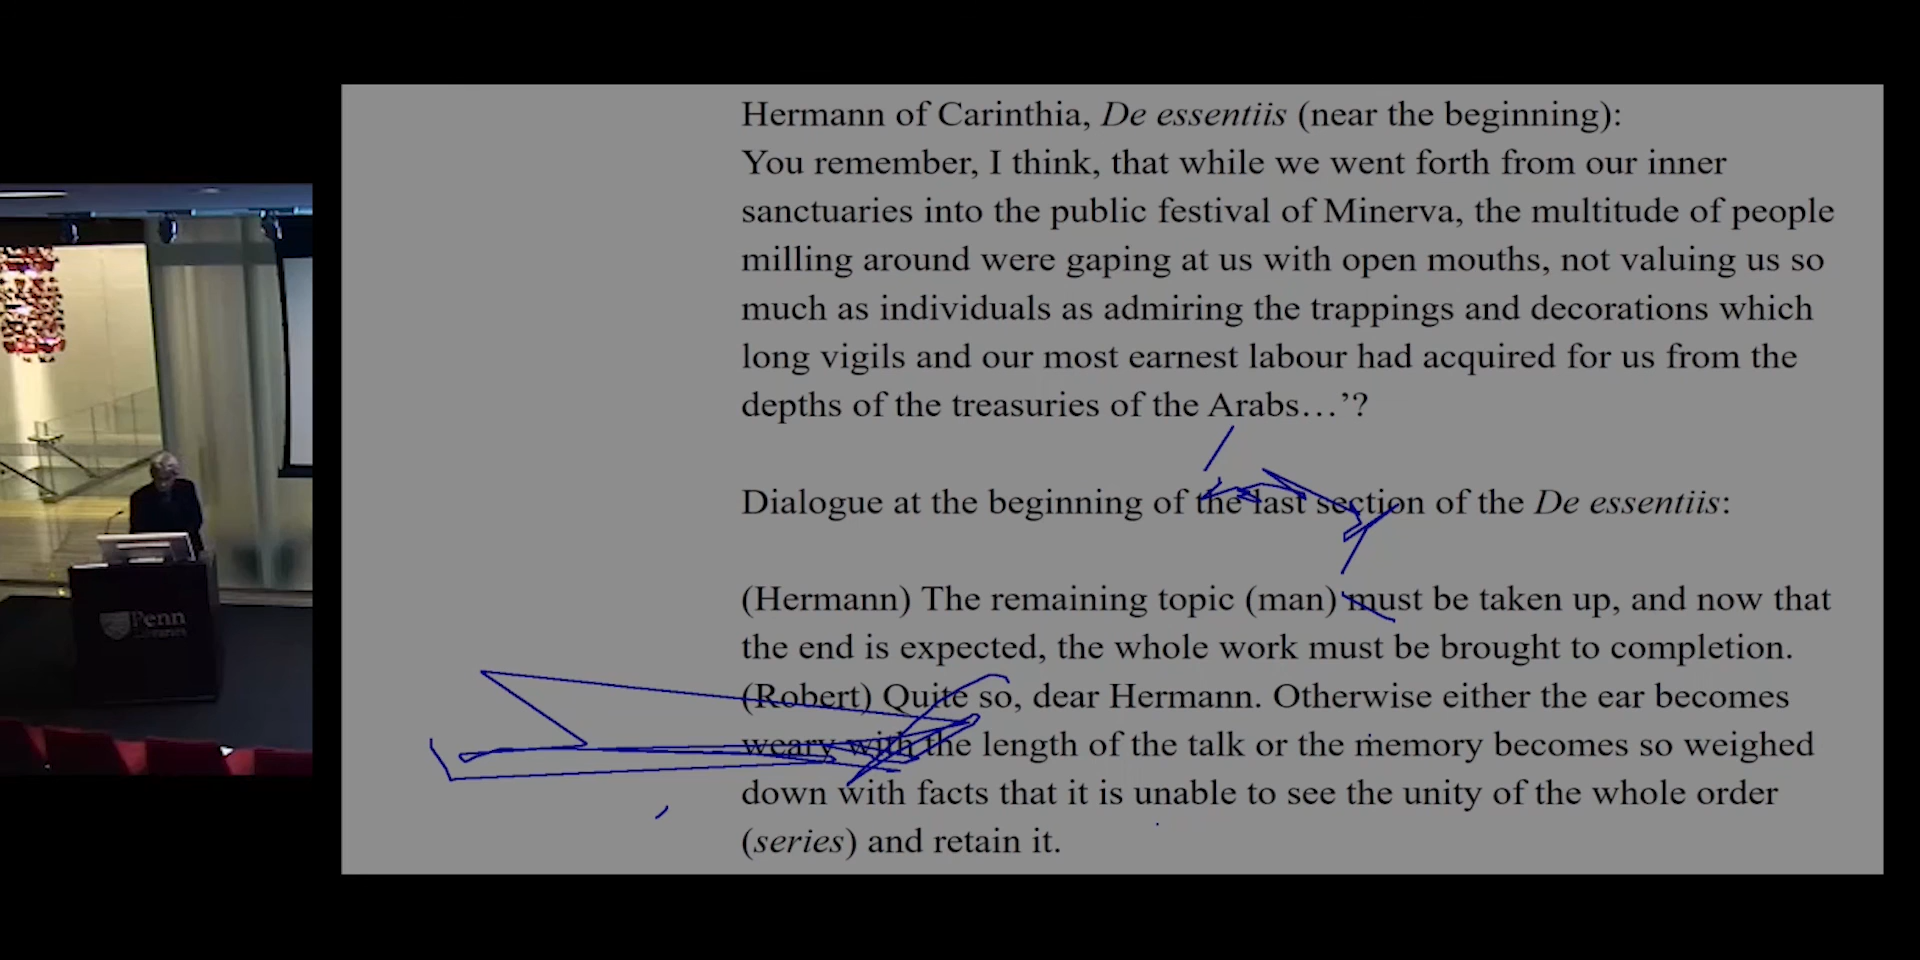 Hermann of Carinthia, De essentiis (near the beginning):
You remember, I think, that while we went forth from our inner
sanctuaries into the public festival of Minerva, the multitude of people
milling around were gaping at us with open mouths, not valuing us so
much as individuals as admiring the trappings and decorations which
long vigils and our most earnest labour had acquired for us from the
depths of the treasuries of the Arabs…’?
Dialogue at the beginning of the last section of the De essentiis:
(Hermann) The remaining topic (man) must be taken up, and now that
the end is expected, the whole work must be brought to completion.
(Robert) Quite so, dear Hermann. Otherwise either the ear becomes
weary with the length of the talk or the memory becomes so weighed
down with facts that it is unable to see the unity of the whole order
(series) and retain it.
Penn
Libraries